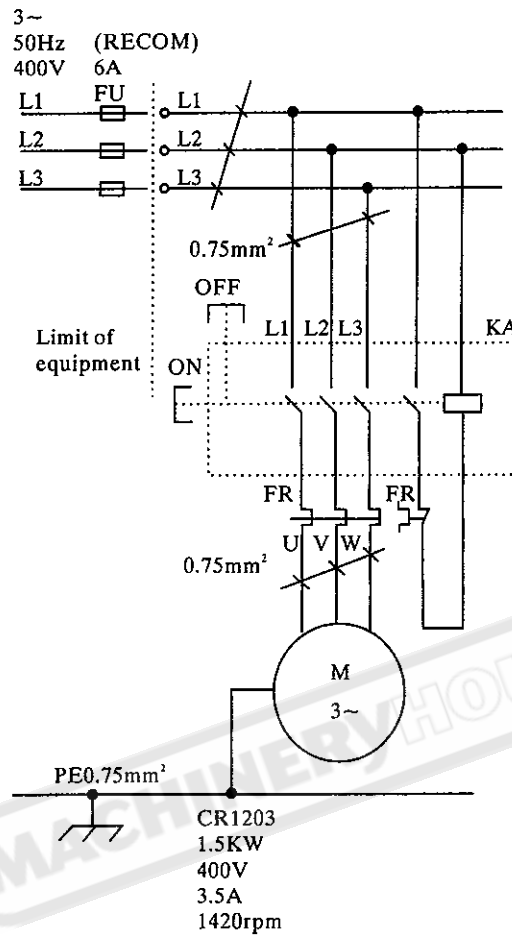 3~
50Hz (RECOM)
400V 6A
FU
L1 L1
L2 L2
L3 L3
0.75mm²
OFF
L1 L2 L3 KA
Limit of
equipment
ON
FR FR
U V W
0.75mm²
M
3~
PE0.75mm²
CR1203
1.5KW
400V
3.5A
1420rpm